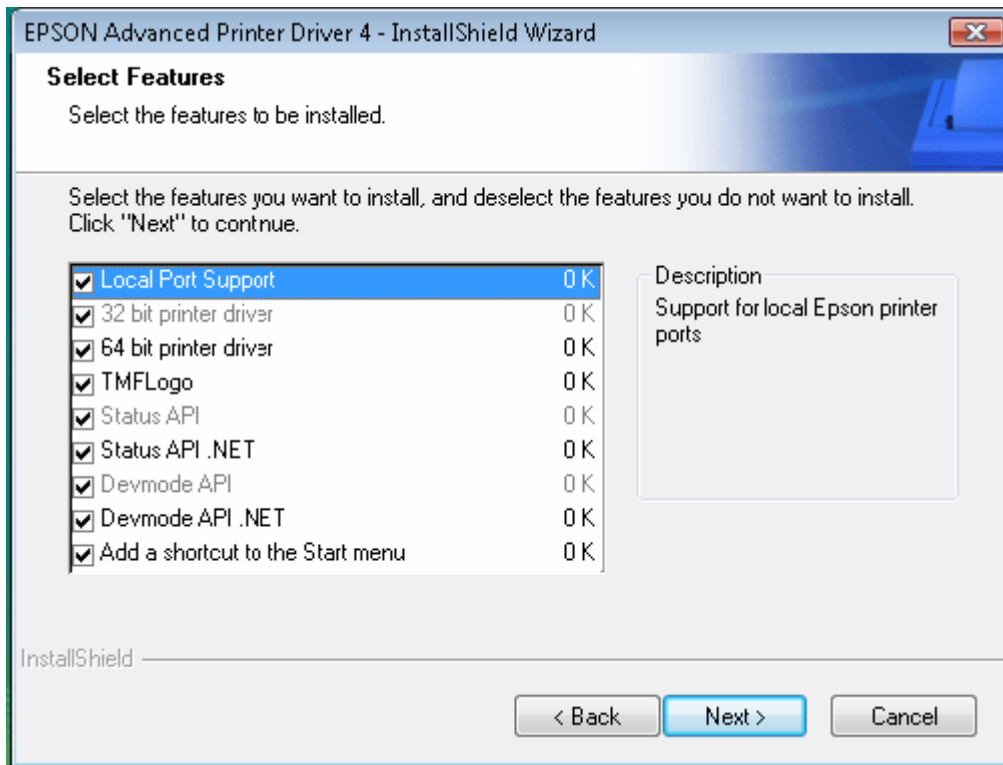 EPSON Advanced Printer Driver 4 - InstallShield Wizard
Select Features
Select the features to be installed.
Select the features you want to install, and deselect the features you do not want to install.
Click "Next" to continue.
Local Port Support 0 K
32 bit printer driver 0 K
64 bit printer driver 0 K
TMFLogo 0 K
Status API 0 K
Status API .NET 0 K
Devmode API 0 K
Devmode API .NET 0 K
Add a shortcut to the Start menu 0 K
Description
Support for local Epson printer
ports
InstallShield
< Back
Next >
Cancel